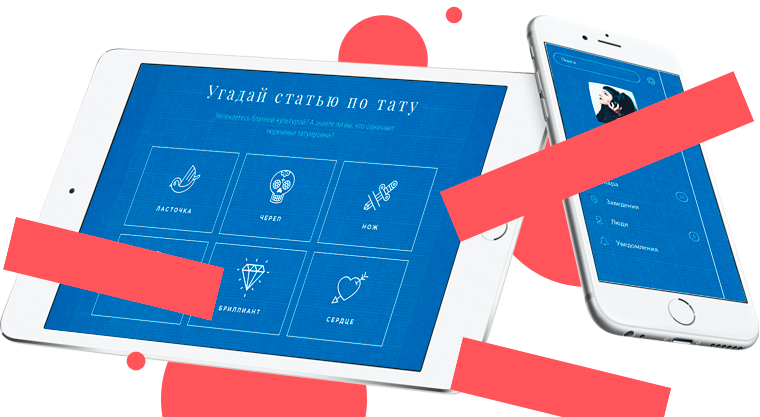 Угадай статью по тату
Увлекаетесь блатной культурой? А знаете ли вы, что означают
тюремные татуировки?
ЛАСТОЧКА
ЧЕРЕП
НОЖ
БРИЛЛИАНТ
СЕРДЦЕ
Поиск
Заведения
Люди
Уведомления